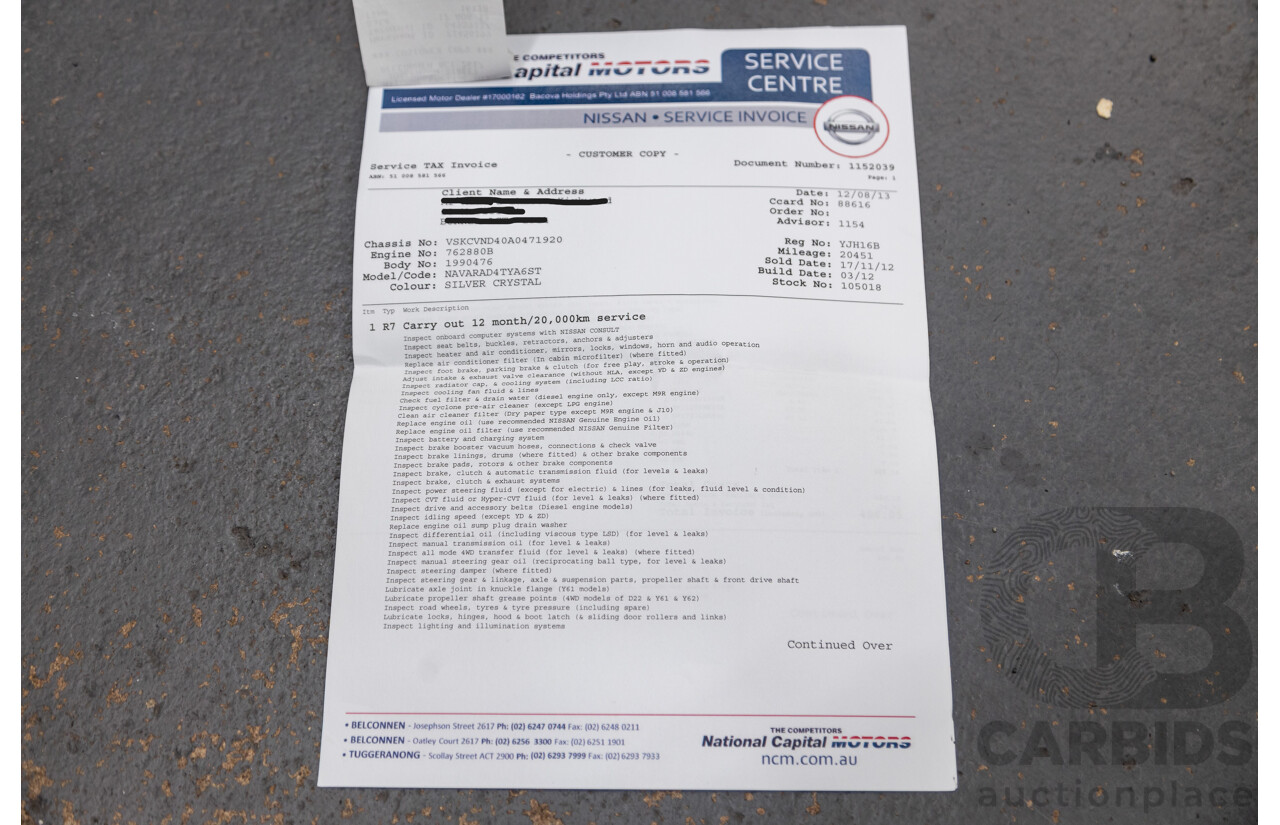 THE COMPETITORS
apital MOTORS
SERVICE
CENTRE
Licensed Motor Dealer #17000182 Bacova Holdings Pty Ltd ABN 51 008 581 566
NISSAN • SERVICE INVOICE
NISSAN
- CUSTOMER COPY -
Service TAX Invoice
ABN: 51 008 581 566
Document Number: 1152039
Page: 1
Client Name & Address
Date: 12/08/13
Ccard No: 88616
Order No:
Advisor: 1154
Chassis No: VSKCVND40A0471920
Engine No: 762880B
Body No: 1990476
Model/Code: NAVARAD4TYA6ST
Colour: SILVER CRYSTAL
Reg No: YJH16B
Mileage: 20451
Sold Date: 17/11/12
Build Date: 03/12
Stock No: 105018
Itm Typ Work Description
1 R7 Carry out 12 month/20,000km service
Inspect onboard computer systems with NISSAN CONSULT
Inspect seat belts, buckles, retractors, anchors & adjusters
Inspect heater and air conditioner, mirrors, locks, windows, horn and audio operation
Replace air conditioner filter (In cabin microfilter) (where fitted)
Inspect foot brake, parking brake & clutch (for free play, stroke & operation)
Adjust intake & exhaust valve clearance (without HLA, except YD & ZD engines)
Inspect radiator cap, & cooling system (including LCC ratio)
Inspect cooling fan fluid & lines
Check fuel filter & drain water (diesel engine only, except M9R engine)
Inspect cyclone pre-air cleaner (except LPG engine)
Clean air cleaner filter (Dry paper type except M9R engine & J10)
Replace engine oil (use recommended NISSAN Genuine Engine Oil)
Replace engine oil filter (use recommended NISSAN Genuine Filter)
Inspect battery and charging system
Inspect brake booster vacuum hoses, connections & check valve
Inspect brake linings, drums (where fitted) & other brake components
Inspect brake pads, rotors & other brake components
Inspect brake, clutch & automatic transmission fluid (for levels & leaks)
Inspect brake, clutch & exhaust systems
Inspect power steering fluid (except for electric) & lines (for leaks, fluid level & condition)
Inspect CVT fluid or Hyper-CVT fluid (for level & leaks) (where fitted)
Inspect drive and accessory belts (Diesel engine models)
Inspect idling speed (except YD & ZD)
Replace engine oil sump plug drain washer
Inspect differential oil (including viscous type LSD) (for level & leaks)
Inspect manual transmission oil (for level & leaks)
Inspect all mode 4WD transfer fluid (for level & leaks) (where fitted)
Inspect manual steering gear oil (reciprocating ball type, for level & leaks)
Inspect steering damper (where fitted)
Inspect steering gear & linkage, axle & suspension parts, propeller shaft & front drive shaft
Lubricate axle joint in knuckle flange (Y61 models)
Lubricate propeller shaft grease points (4WD models of D22 & Y61 & Y62)
Inspect road wheels, tyres & tyre pressure (including spare)
Lubricate locks, hinges, hood & boot latch (& sliding door rollers and links)
Inspect lighting and illumination systems
Continued Over
• BELCONNEN - Josephson Street 2617 Ph: (02) 6247 0744 Fax: (02) 6248 0211
• BELCONNEN - Oatley Court 2617 Ph: (02) 6256 3300 Fax: (02) 6251 1901
• TUGGERANONG - Scollay Street ACT 2900 Ph: (02) 6293 7999 Fax: (02) 6293 7933
THE COMPETITORS
National Capital MOTORS
ncm.com.au
CB
CARBIDS
auctionplace